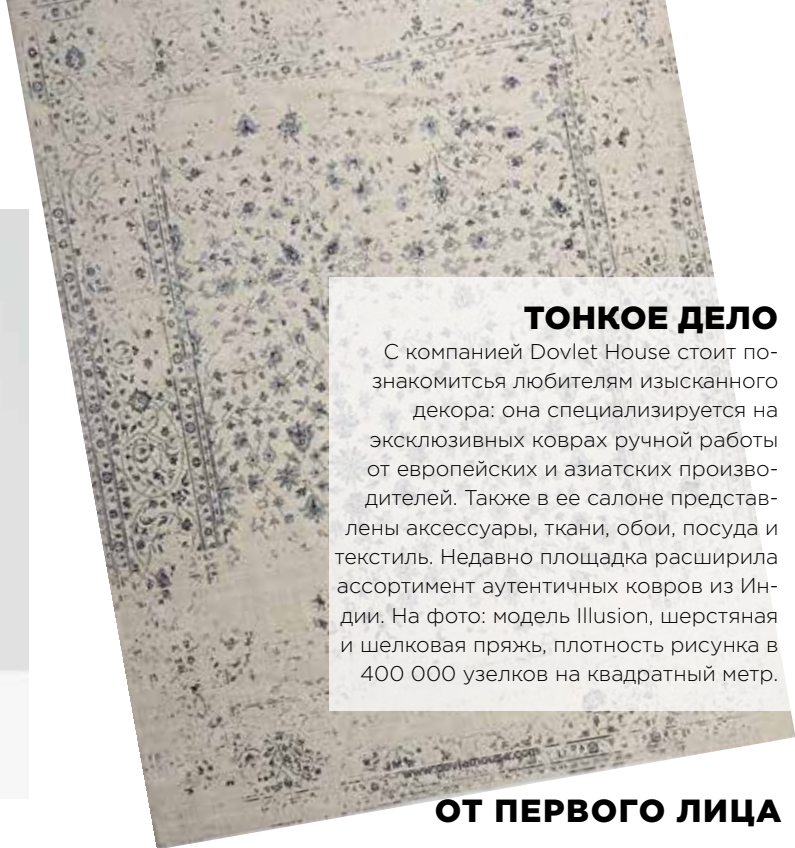 ТОНКОЕ ДЕЛО
С компанией Dovlet House стоит по-
знакомитсья любителям изысканного
декора: она специализируется на
эксклюзивных коврах ручной работы
от европейских и азиатских произво-
дителей. Также в ее салоне представ-
лены аксессуары, ткани, обои, посуда и
текстиль. Недавно площадка расширила
ассортимент аутентичных ковров из Ин-
дии. На фото: модель Illusion, шерстяная
и шелковая пряжь, плотность рисунка в
400 000 узелков на квадратный метр.
ОТ ПЕРВОГО ЛИЦА